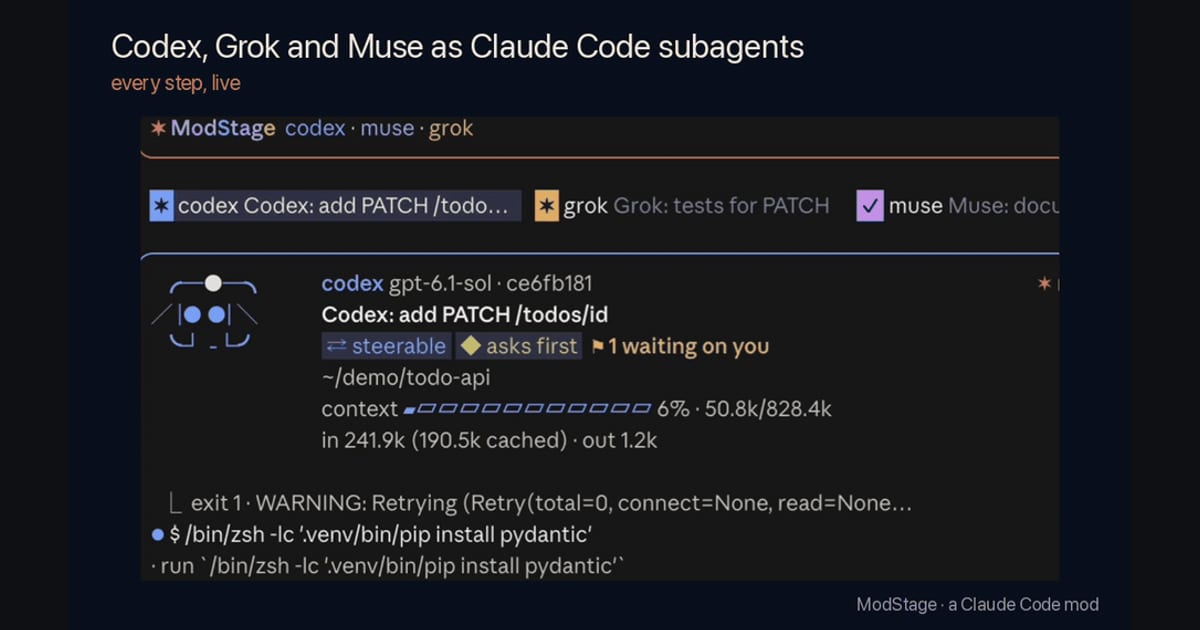 Codex, Grok and Muse as Claude Code subagents
every step, live
✶ ModStage codex · muse · grok
✶ codex Codex: add PATCH /todo… ✶ grok Grok: tests for PATCH ✓ muse Muse: docu
codex gpt-6.1-sol · ce6fb181
Codex: add PATCH /todos/id
⇄ steerable ◆ asks first ⚑ 1 waiting on you
~/demo/todo-api
context ▰▱▱▱▱▱▱▱▱▱▱▱ 6% · 50.8k/828.4k
in 241.9k (190.5k cached) · out 1.2k
⎿ exit 1 · WARNING: Retrying (Retry(total=0, connect=None, read=None…
● $ /bin/zsh -lc '.venv/bin/pip install pydantic'
· run `/bin/zsh -lc '.venv/bin/pip install pydantic'`
ModStage · a Claude Code mod